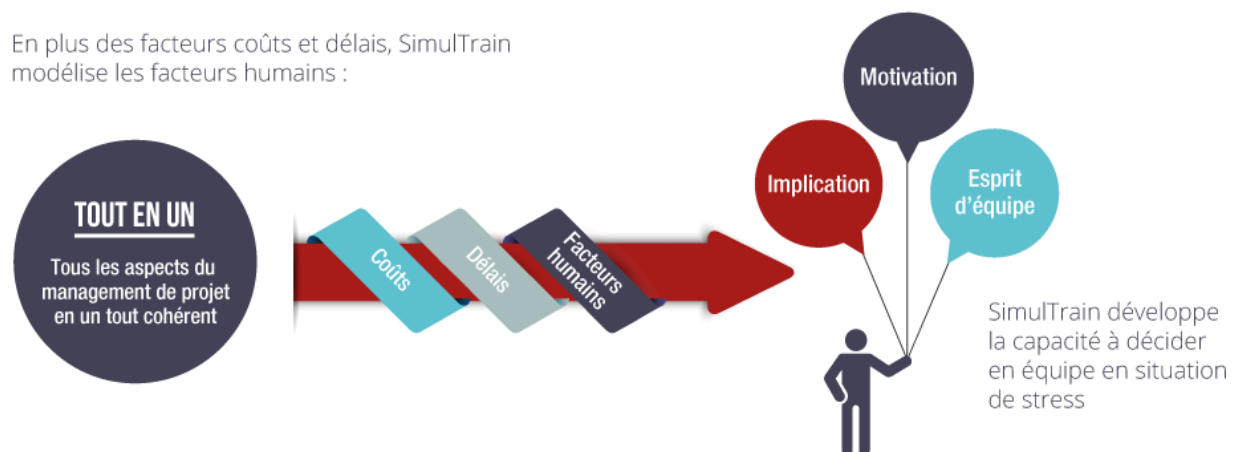 En plus des facteurs coûts et délais, SimulTrain
modélise les facteurs humains :
TOUT EN UN
Tous les aspects du
management de projet
en un tout cohérent
Coûts
Délais
Facteurs
humains
Motivation
Implication
Esprit
d'équipe
SimulTrain développe
la capacité à décider
en équipe en situation
de stress